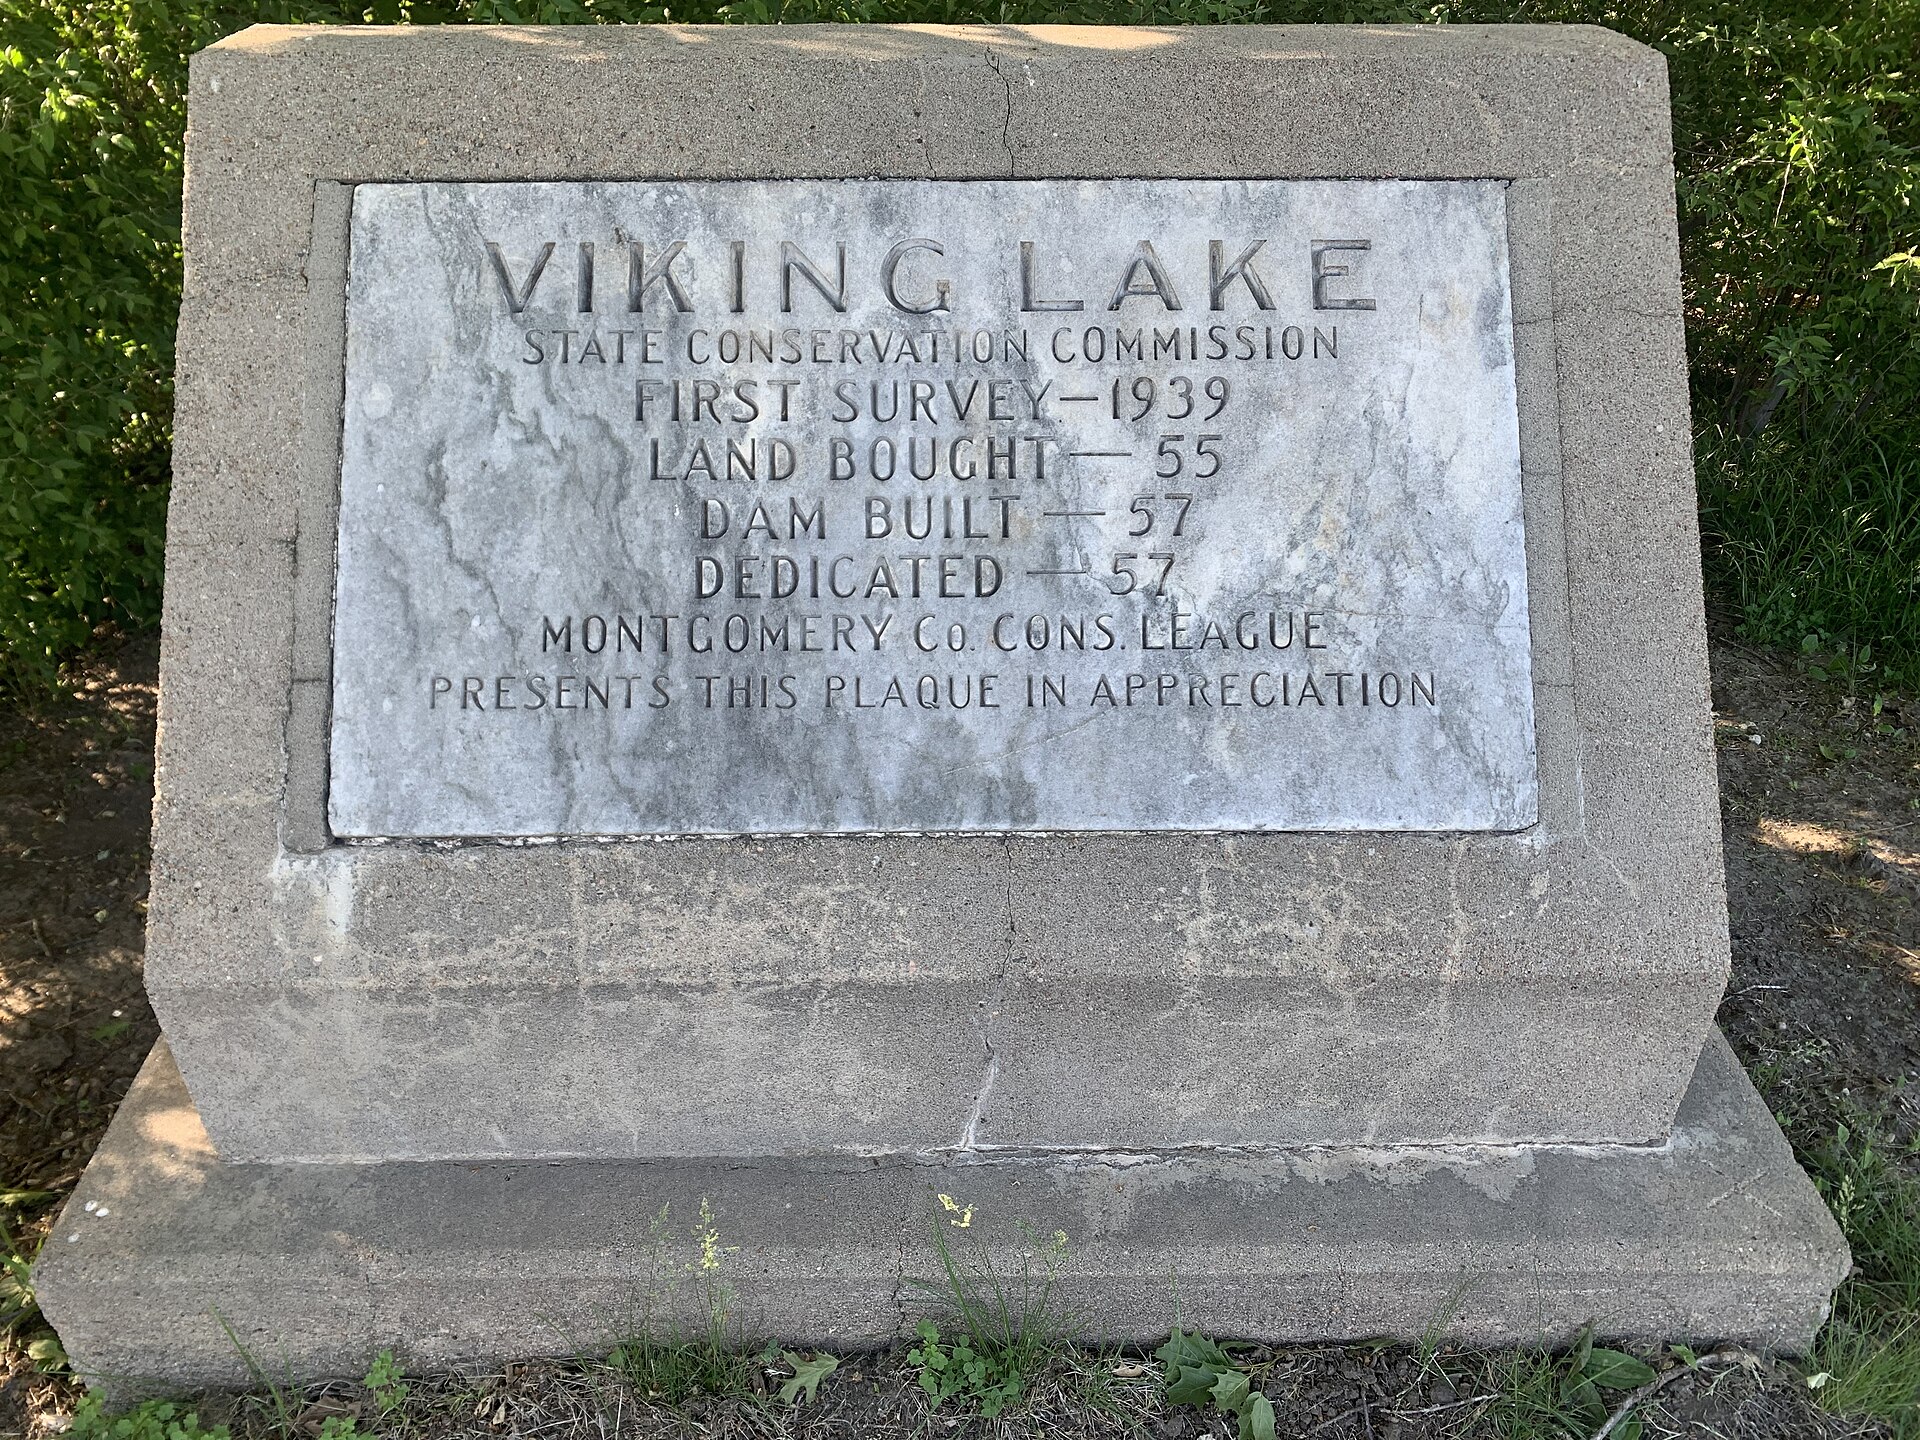 VIKING LAKE
STATE CONSERVATION COMMISSION
FIRST SURVEY—1939
LAND BOUGHT — 55
DAM BUILT — 57
DEDICATED — 57
MONTGOMERY Co. CONS. LEAGUE
PRESENTS THIS PLAQUE IN APPRECIATION